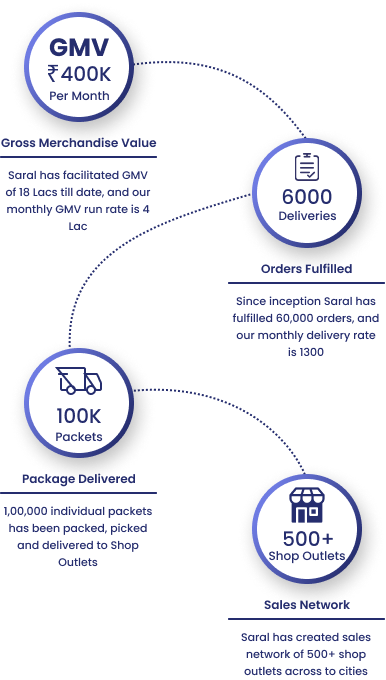 GMV
₹400K
Per Month
Gross Merchandise Value
Saral has facilitated GMV
of 18 Lacs till date, and our
monthly GMV run rate is 4
Lac
6000
Deliveries
Orders Fulfilled
Since inception Saral has
fulfilled 60,000 orders, and
our monthly delivery rate
is 1300
100K
Packets
Package Delivered
1,00,000 individual packets
has been packed, picked
and delivered to Shop
Outlets
500+
Shop Outlets
Sales Network
Saral has created sales
network of 500+ shop
outlets across to cities